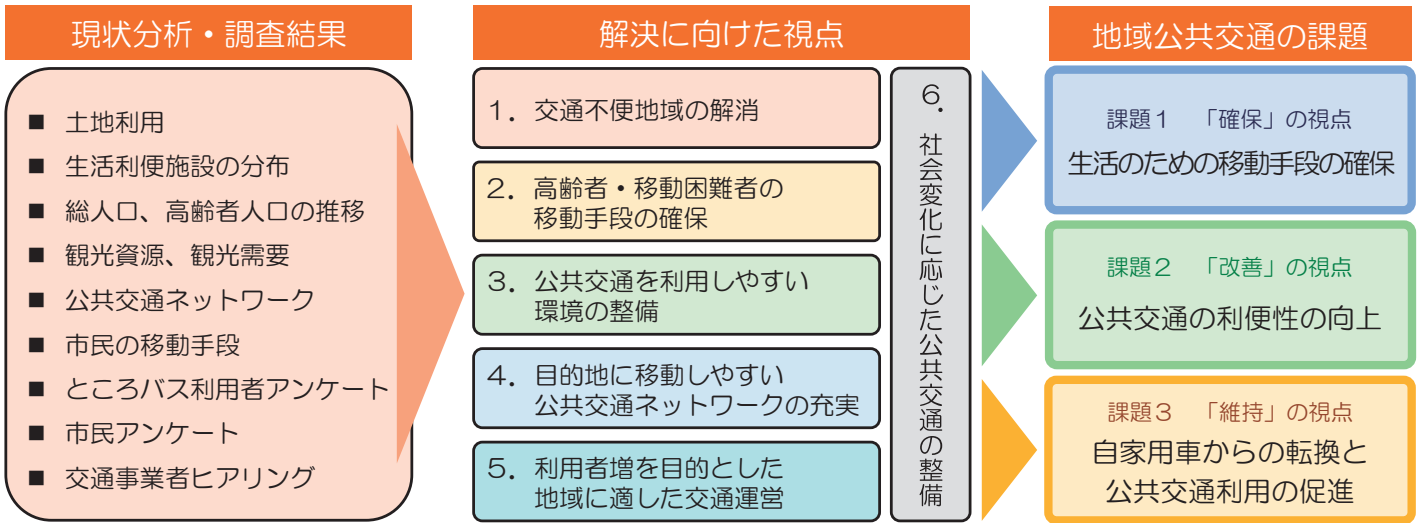 現状分析・調査結果
■ 土地利用
■ 生活利便施設の分布
■ 総人口、高齢者人口の推移
■ 観光資源、観光需要
■ 公共交通ネットワーク
■ 市民の移動手段
■ ところバス利用者アンケート
■ 市民アンケート
■ 交通事業者ヒアリング
解決に向けた視点
1. 交通不便地域の解消
2. 高齢者・移動困難者の
移動手段の確保
3. 公共交通を利用しやすい
環境の整備
4. 目的地に移動しやすい
公共交通ネットワークの充実
5. 利用者増を目的とした
地域に適した交通運営
6. 社会変化に応じた公共交通の整備
地域公共交通の課題
課題1 「確保」の視点
生活のための移動手段の確保
課題2 「改善」の視点
公共交通の利便性の向上
課題3 「維持」の視点
自家用車からの転換と
公共交通利用の促進